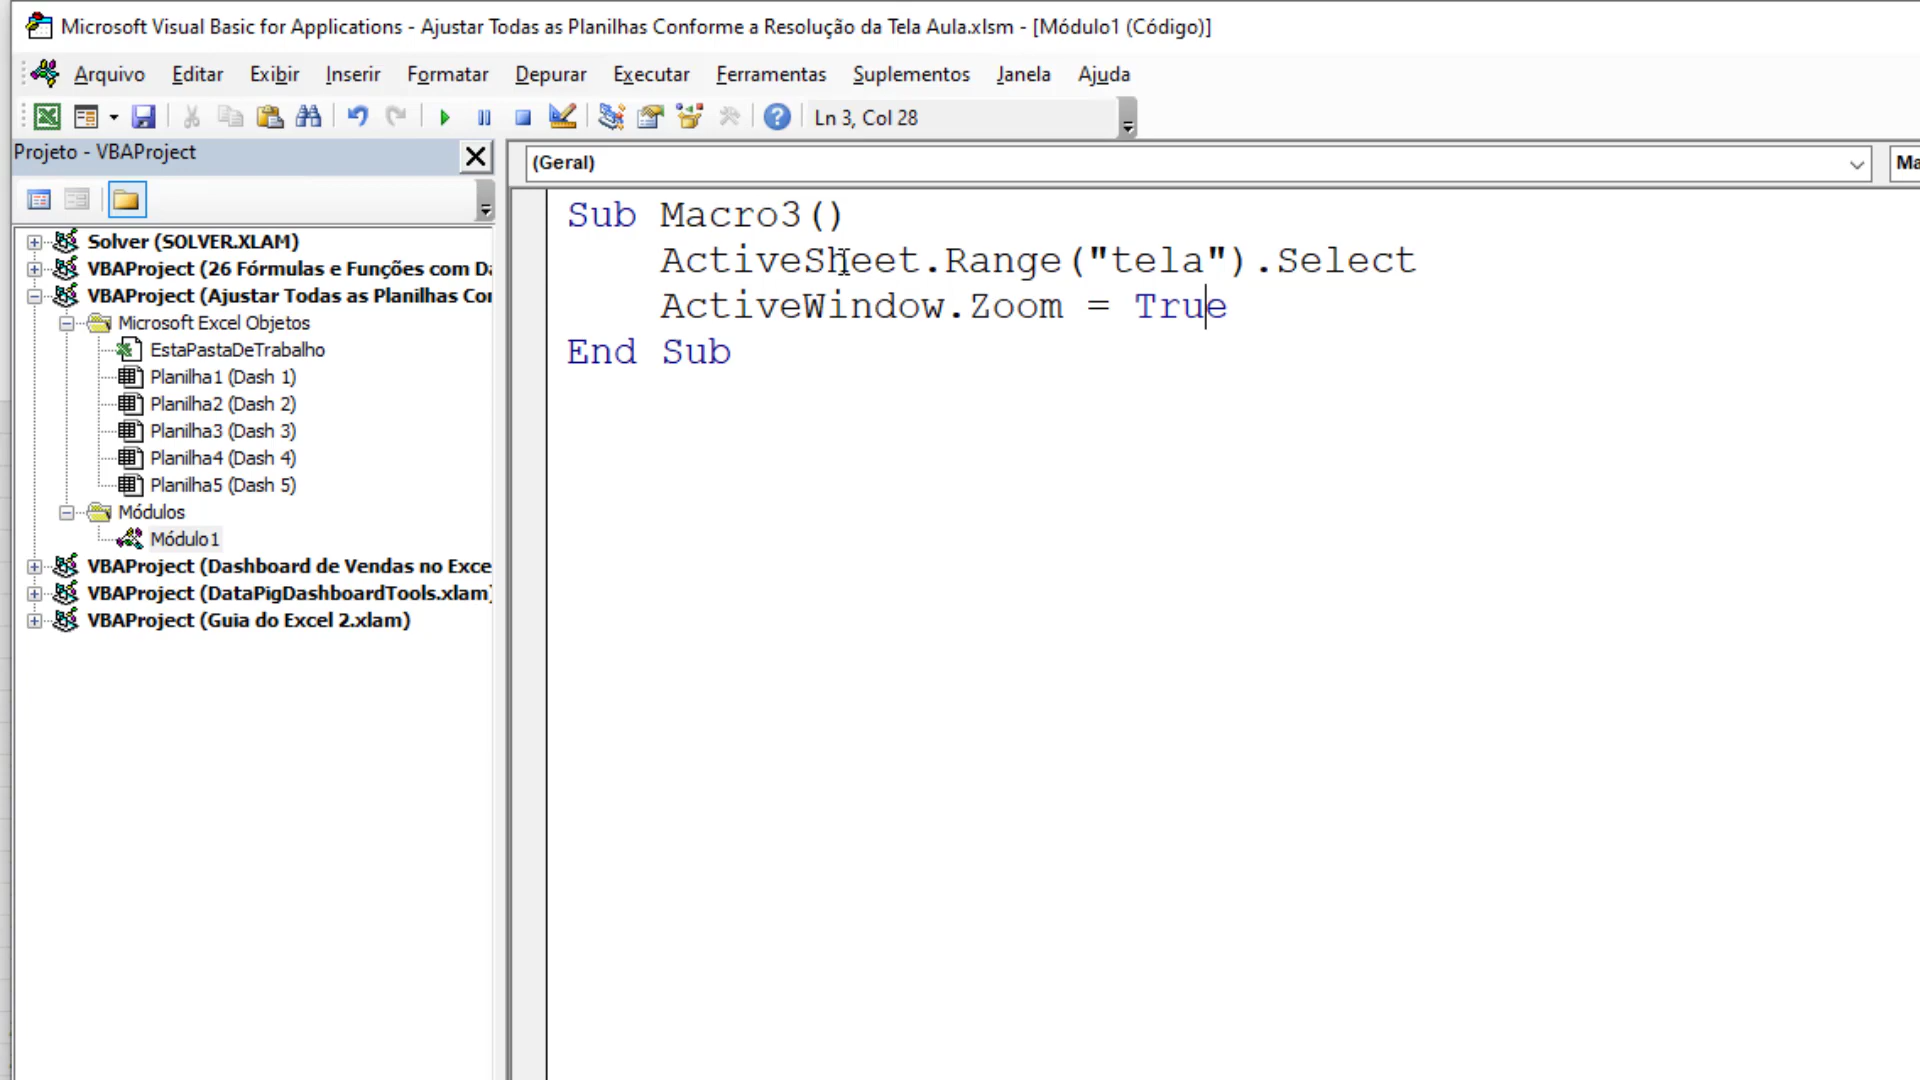 Microsoft Visual Basic for Applications - Ajustar Todas as Planilhas Conforme a Resolução da Tela Aula.xlsm - [Módulo1 (Código)]
Arquivo Editar Exibir Inserir Formatar Depurar Executar Ferramentas Suplementos Janela Ajuda
Ln 3, Col 28
Projeto - VBAProject
(Geral)
Ma
Solver (SOLVER.XLAM)
VBAProject (26 Fórmulas e Funções com Da
VBAProject (Ajustar Todas as Planilhas Con
Microsoft Excel Objetos
EstaPastaDeTrabalho
Planilha1 (Dash 1)
Planilha2 (Dash 2)
Planilha3 (Dash 3)
Planilha4 (Dash 4)
Planilha5 (Dash 5)
Módulos
Módulo1
VBAProject (Dashboard de Vendas no Exce
VBAProject (DataPigDashboardTools.xlam)
VBAProject (Guia do Excel 2.xlam)
Sub Macro3()
ActiveSheet.Range("tela").Select
ActiveWindow.Zoom = True
End Sub